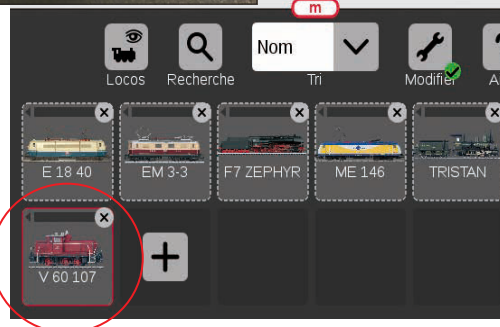 m
Nom
Locos Recherche Tri Modifier
E 18 40 EM 3-3 F7 ZEPHYR ME 146 TRISTAN
V 60 107